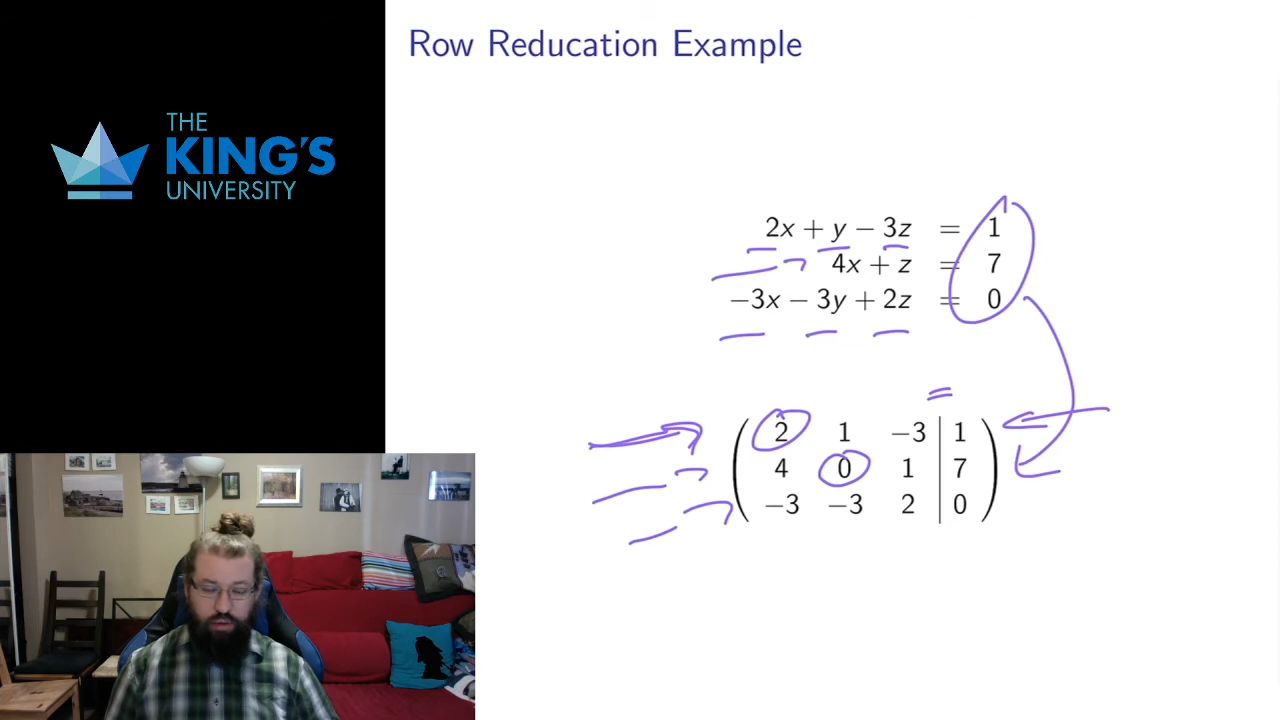 THE
KING'S
UNIVERSITY
Row Reducation Example
2x + y − 3z = 1
4x + z = 7
−3x − 3y + 2z = 0
=
2 1 −3 | 1
4 0 1 | 7
−3 −3 2 | 0